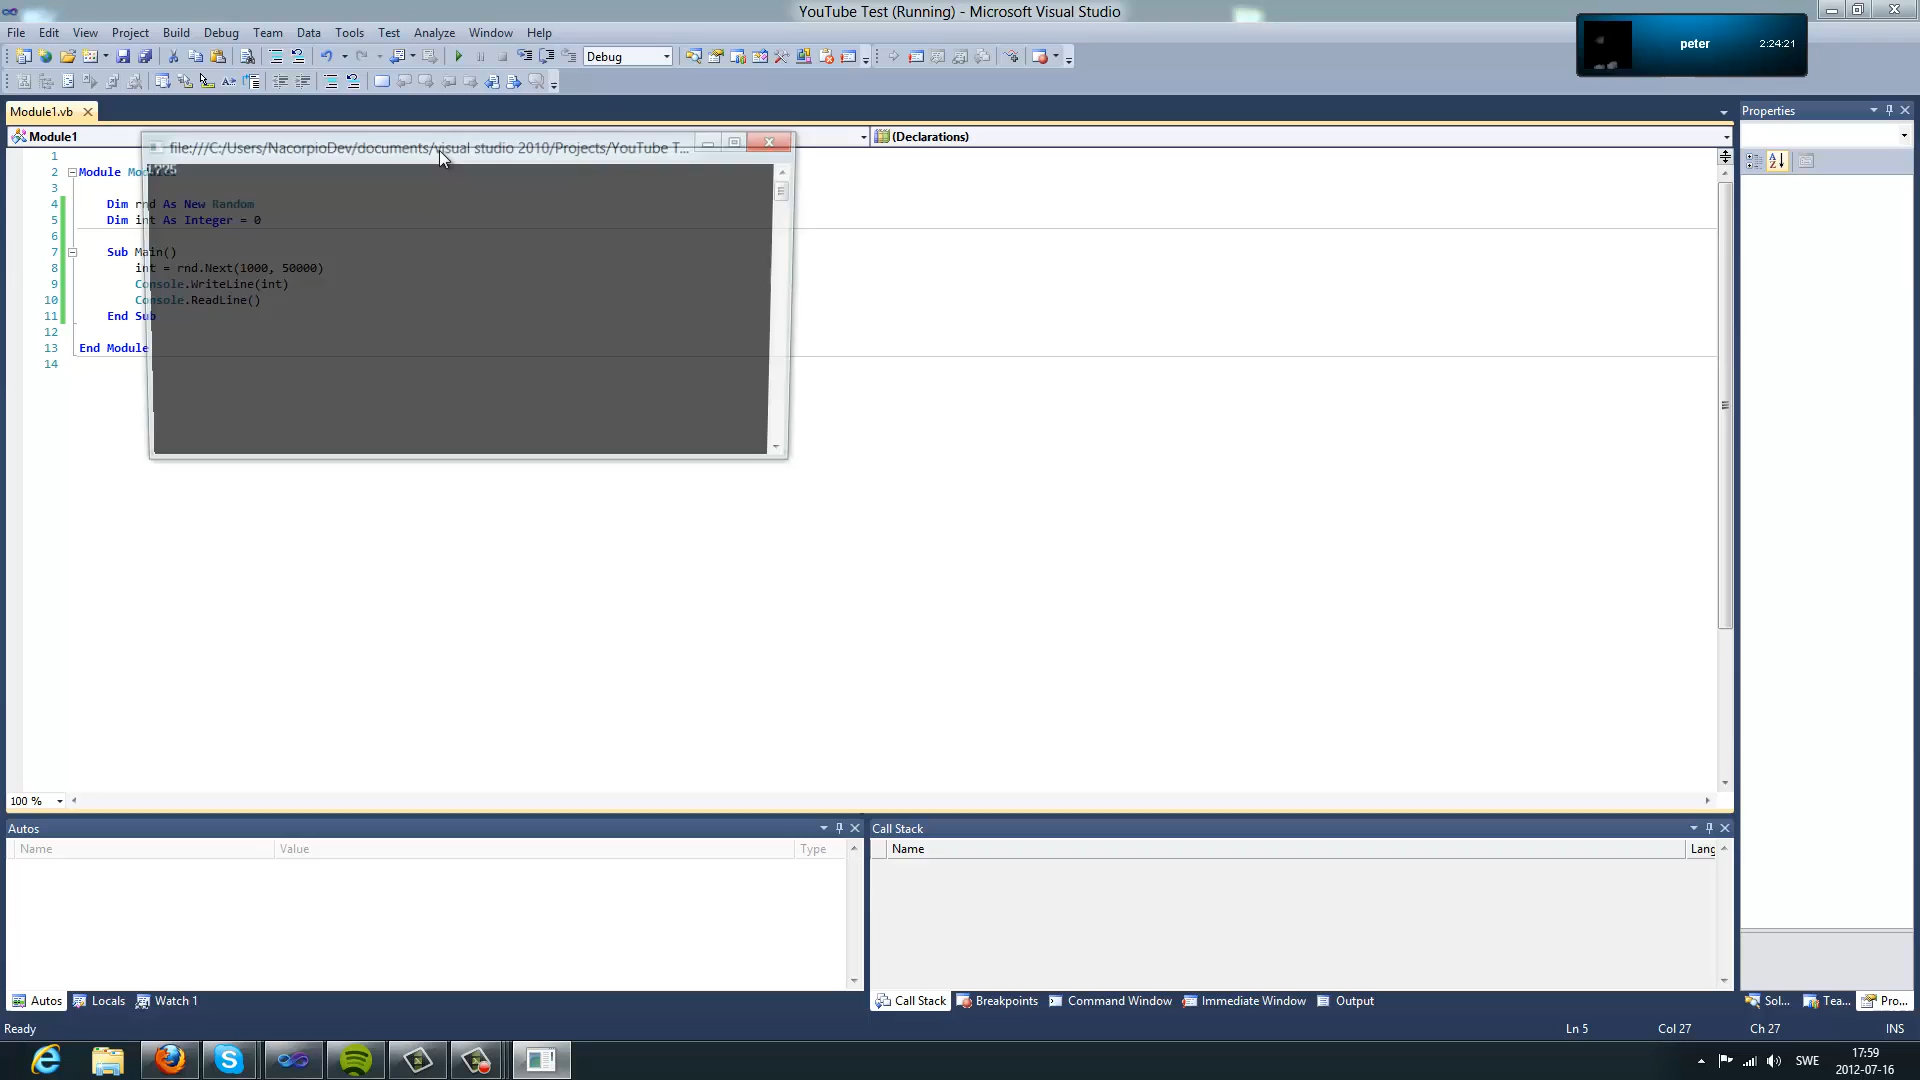 YouTube Test (Running) - Microsoft Visual Studio
File Edit View Project Build Debug Team Data Tools Test Analyze Window Help
peter 2:24:21
Debug
Module1.vb
Properties
Module1
(Declarations)
file:///C:/Users/NacorpioDev/documents/visual studio 2010/Projects/YouTube T...
1
2 Module
3
4 Dim rnd As New Random
5 Dim int As Integer = 0
6
7 Sub Main()
8 int = rnd.Next(1000, 50000)
9 Console.WriteLine(int)
10 Console.ReadLine()
11 End Sub
12
13 End Module
14
100 %
Autos
Name Value Type
Call Stack
Name Lang
Autos Locals Watch 1
Call Stack Breakpoints Command Window Immediate Window Output
Sol... Tea... Pro...
Ready Ln 5 Col 27 Ch 27 INS
SWE
17:59
2012-07-16